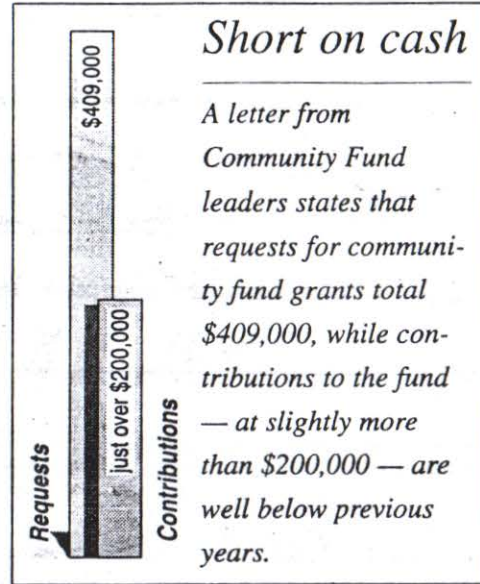 Requests
$409,000
just over $200,000
Contributions
Short on cash
A letter from
Community Fund
leaders states that
requests for communi-
ty fund grants total
$409,000, while con-
tributions to the fund
— at slightly more
than $200,000 — are
well below previous
years.